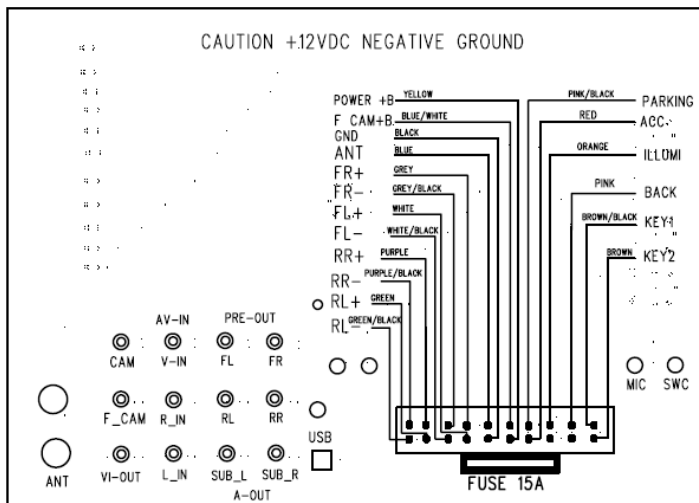 CAUTION +12VDC NEGATIVE GROUND
POWER +B YELLOW
F CAM+B BLUE/WHITE
GND BLACK
ANT BLUE
FR+ GREY
FR- GREY/BLACK
FL+ WHITE
FL- WHITE/BLACK
RR+ PURPLE
RR- PURPLE/BLACK
RL+ GREEN
RL- GREEN/BLACK
PINK/BLACK PARKING
RED ACC
ORANGE ILLUMI
PINK BACK
BROWN/BLACK KEY1
BROWN KEY2
AV-IN PRE-OUT
CAM V-IN FL FR
MIC SWC
F_CAM R_IN RL RR
USB
ANT VI-OUT L_IN SUB_L SUB_R
A-OUT
FUSE 15A